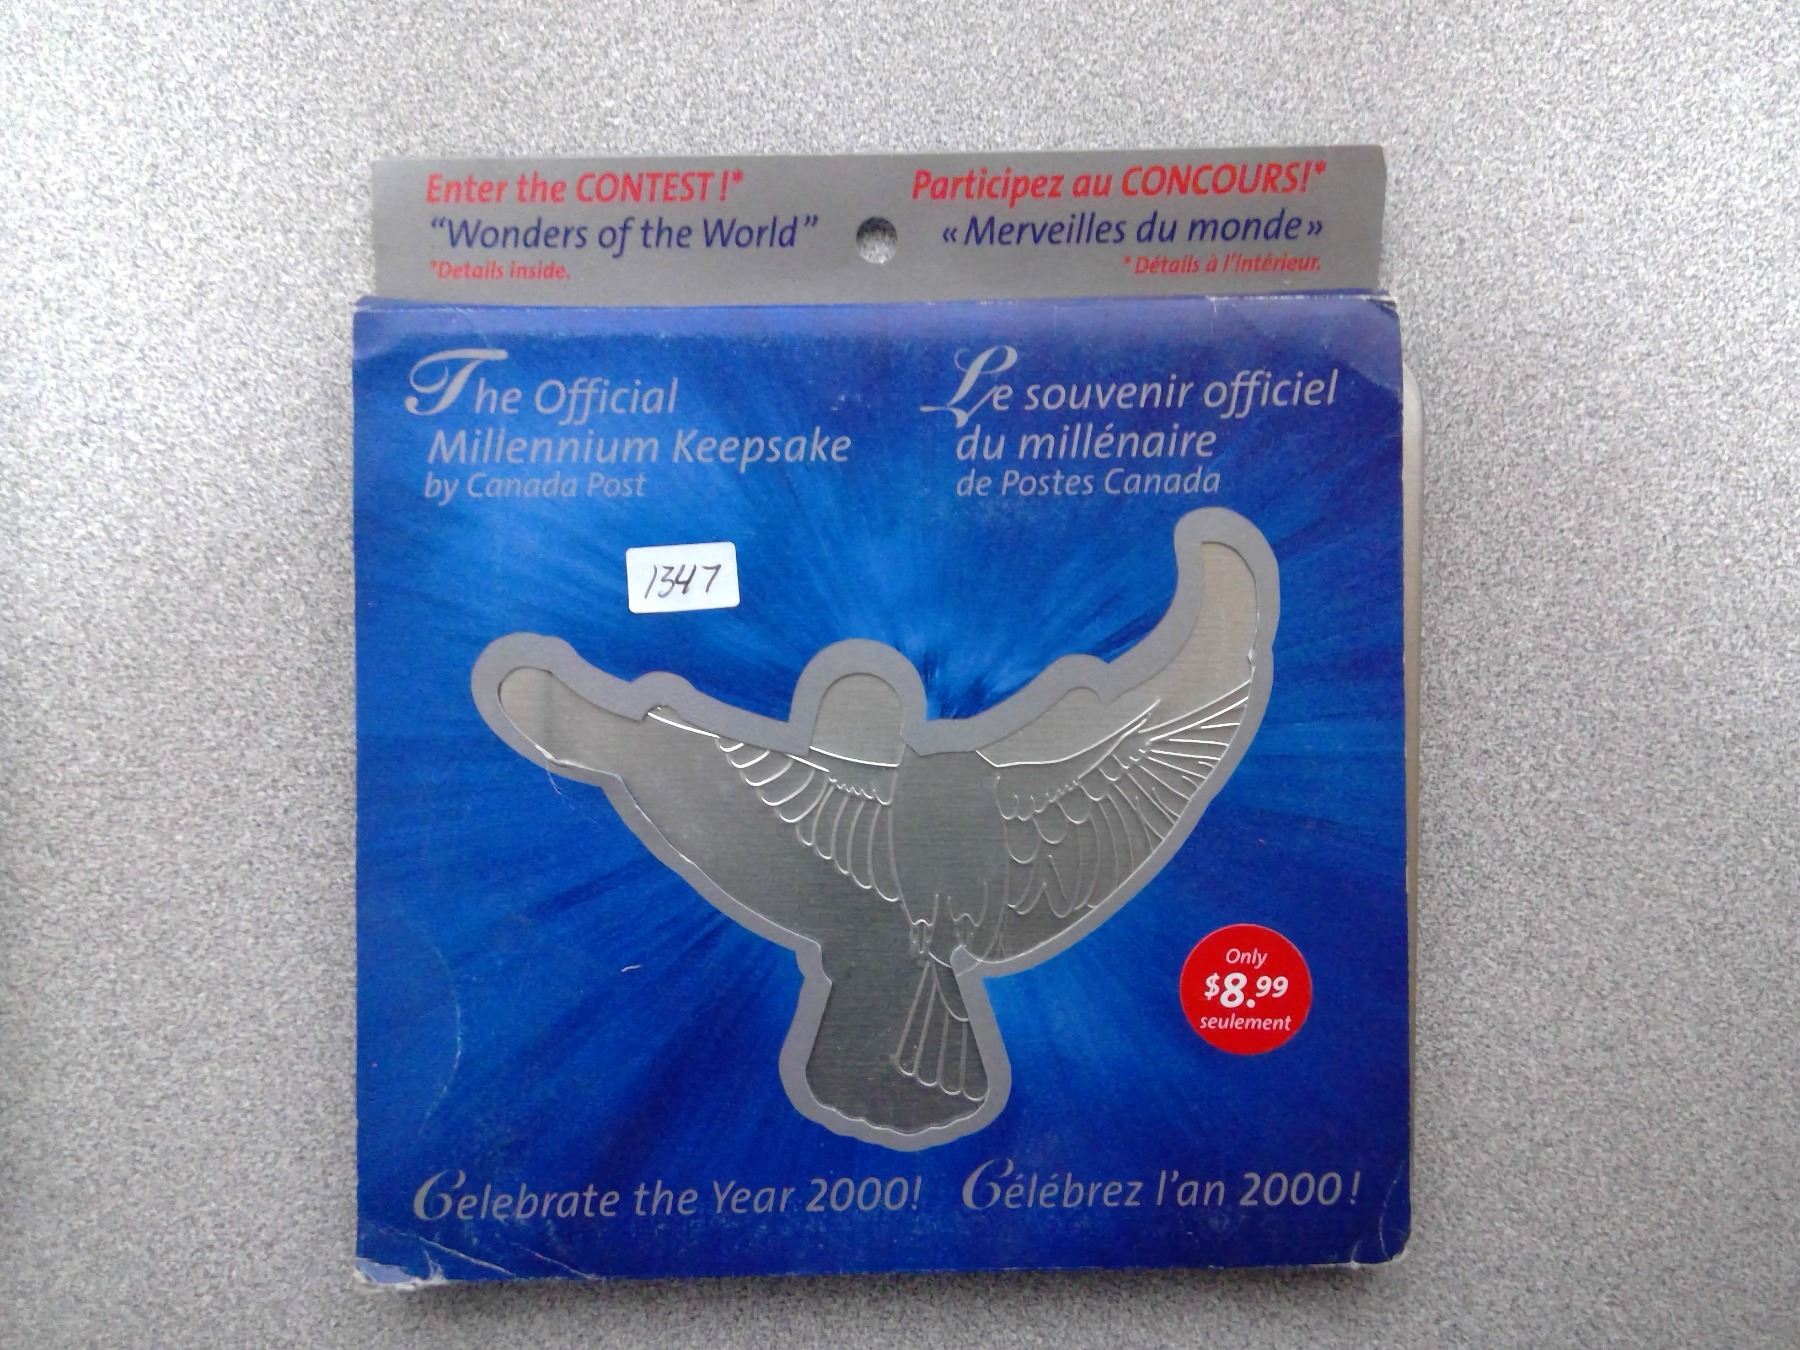 Enter the CONTEST!*
“Wonders of the World”
*Details inside.
Participez au CONCOURS!*
« Merveilles du monde »
* Détails à l'intérieur.
The Official
Millennium Keepsake
by Canada Post
Le souvenir officiel
du millénaire
de Postes Canada
1347
Only
$8.99
seulement
Celebrate the Year 2000!
Célébrez l'an 2000!